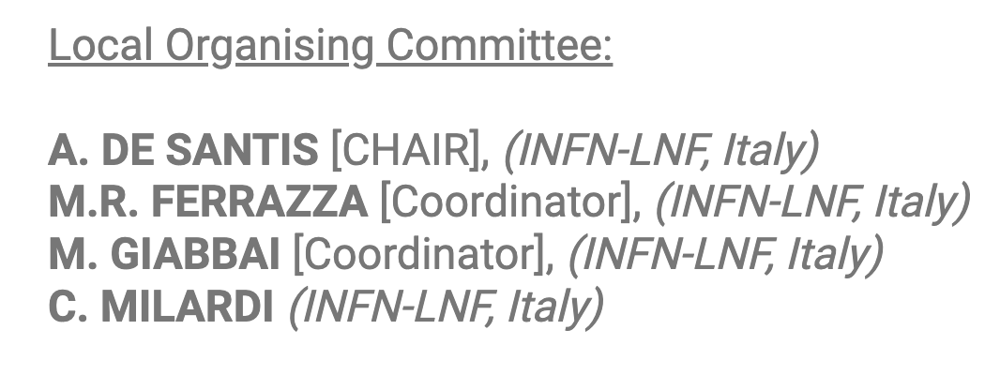 Local Organising Committee:
A. DE SANTIS [CHAIR], (INFN-LNF, Italy)
M.R. FERRAZZA [Coordinator], (INFN-LNF, Italy)
M. GIABBAI [Coordinator], (INFN-LNF, Italy)
C. MILARDI (INFN-LNF, Italy)